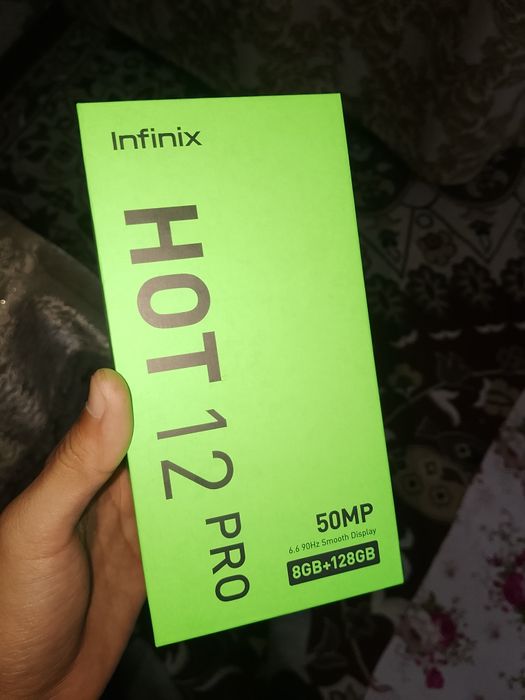 Infinix
HOT 12 PRO
50MP
6.6 90Hz Smooth Display
8GB+128GB